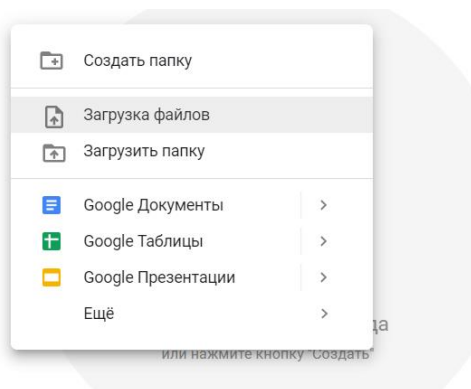 Создать папку
Загрузка файлов
Загрузить папку
Google Документы
Google Таблицы
Google Презентации
Ещё
или нажмите кнопку "Создать"